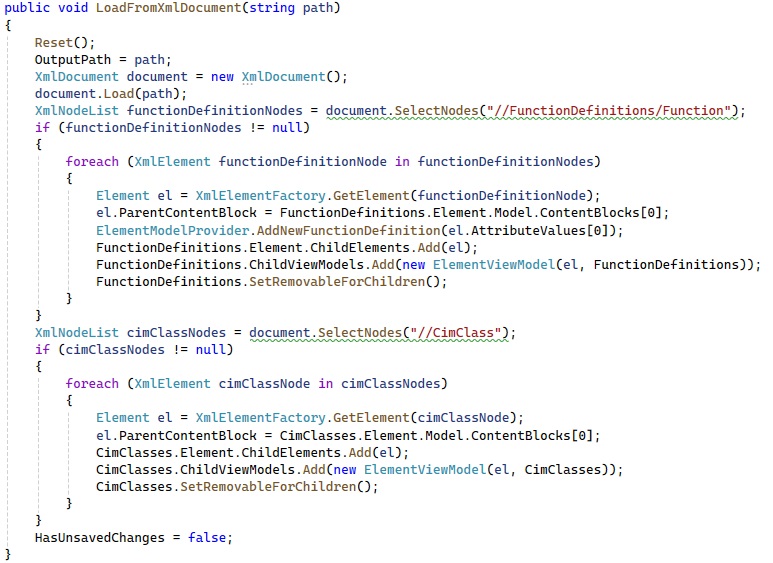 public void LoadFromXmlDocument(string path)
{
    Reset();
    OutputPath = path;
    XmlDocument document = new XmlDocument();
    document.Load(path);
    XmlNodeList functionDefinitionNodes = document.SelectNodes("//FunctionDefinitions/Function");
    if (functionDefinitionNodes != null)
    {
        foreach (XmlElement functionDefinitionNode in functionDefinitionNodes)
        {
            Element el = XmlElementFactory.GetElement(functionDefinitionNode);
            el.ParentContentBlock = FunctionDefinitions.Element.Model.ContentBlocks[0];
            ElementModelProvider.AddNewFunctionDefinition(el.AttributeValues[0]);
            FunctionDefinitions.Element.ChildElements.Add(el);
            FunctionDefinitions.ChildViewModels.Add(new ElementViewModel(el, FunctionDefinitions));
            FunctionDefinitions.SetRemovableForChildren();
        }
    }
    XmlNodeList cimClassNodes = document.SelectNodes("//CimClass");
    if (cimClassNodes != null)
    {
        foreach (XmlElement cimClassNode in cimClassNodes)
        {
            Element el = XmlElementFactory.GetElement(cimClassNode);
            el.ParentContentBlock = CimClasses.Element.Model.ContentBlocks[0];
            CimClasses.Element.ChildElements.Add(el);
            CimClasses.ChildViewModels.Add(new ElementViewModel(el, CimClasses));
            CimClasses.SetRemovableForChildren();
        }
    }
    HasUnsavedChanges = false;
}